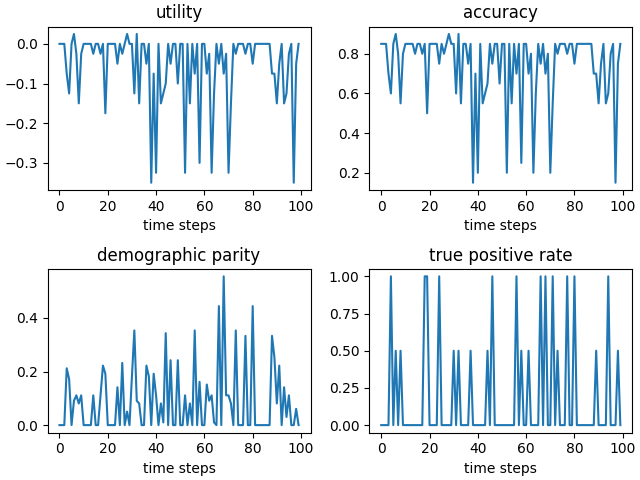 utility
0.0
−0.1
−0.2
−0.3
0 20 40 60 80 100
time steps
accuracy
0.8
0.6
0.4
0.2
0 20 40 60 80 100
time steps
demographic parity
0.4
0.2
0.0
0 20 40 60 80 100
time steps
true positive rate
1.00
0.75
0.50
0.25
0.00
0 20 40 60 80 100
time steps